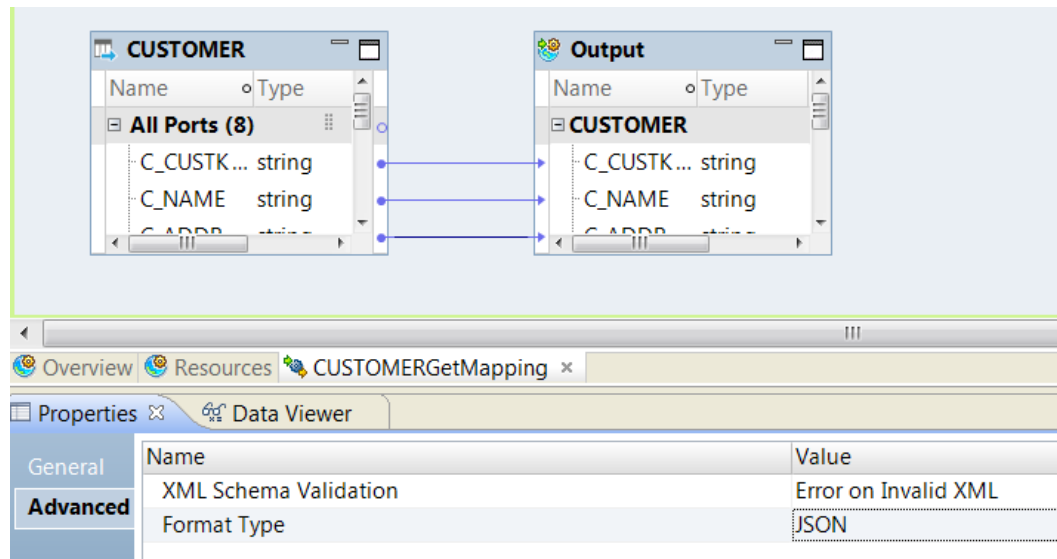 CUSTOMER
Output
Name Type
Name Type
All Ports (8)
CUSTOMER
C_CUSTK... string
C_CUSTK... string
C_NAME string
C_NAME string
Overview Resources CUSTOMERGetMapping
Properties Data Viewer
General
Advanced
Name Value
XML Schema Validation Error on Invalid XML
Format Type JSON